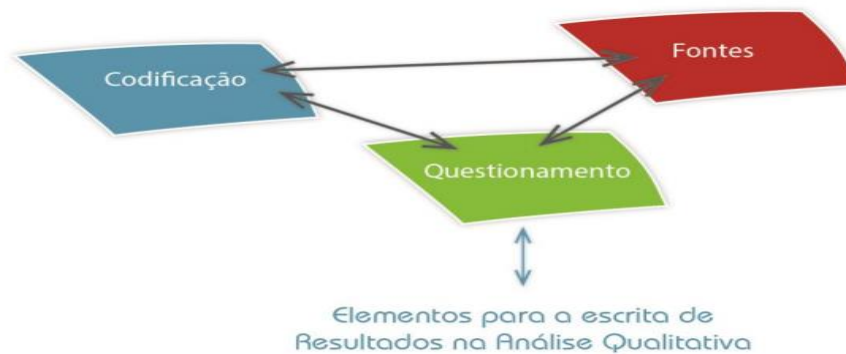 Codificação
Fontes
Questionamento
Elementos para a escrita de
Resultados na Análise Qualitativa